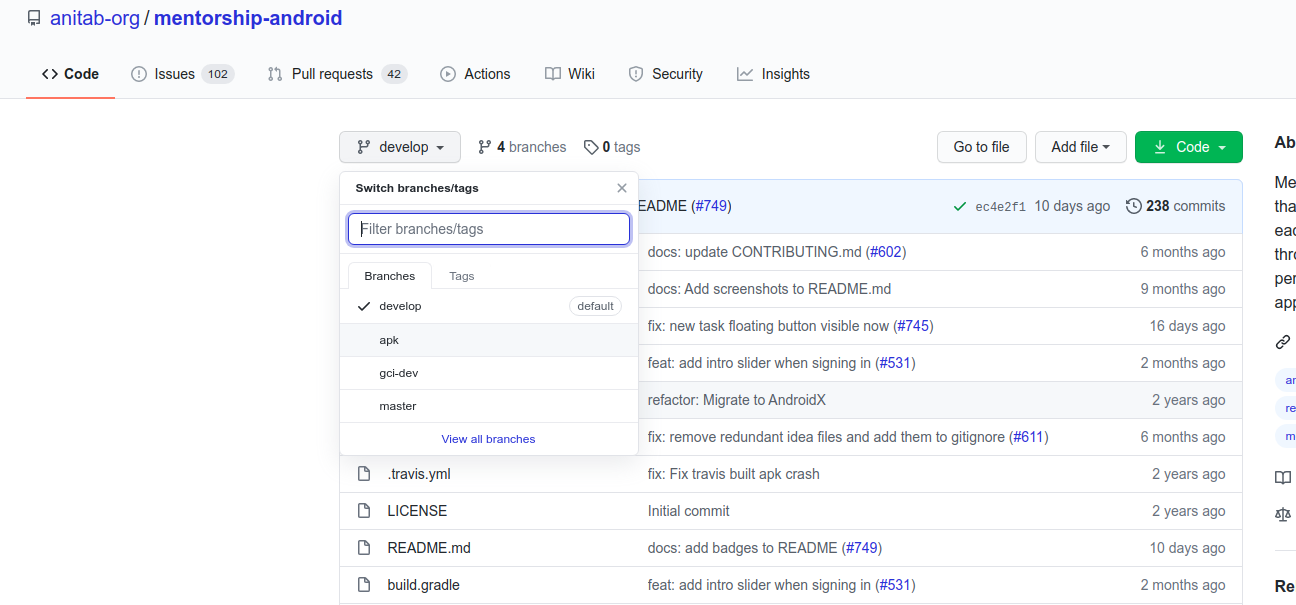 anitab-org / mentorship-android
Code Issues 102 Pull requests 42 Actions Wiki Security Insights
develop 4 branches 0 tags Go to file Add file Code
Switch branches/tags
Filter branches/tags
Branches Tags
develop default
apk
gci-dev
master
View all branches
EADME (#749) ec4e2f1 10 days ago 238 commits
docs: update CONTRIBUTING.md (#602) 6 months ago
docs: Add screenshots to README.md 9 months ago
fix: new task floating button visible now (#745) 16 days ago
feat: add intro slider when signing in (#531) 2 months ago
refactor: Migrate to AndroidX 2 years ago
fix: remove redundant idea files and add them to gitignore (#611) 6 months ago
.travis.yml fix: Fix travis built apk crash 2 years ago
LICENSE Initial commit 2 years ago
README.md docs: add badges to README (#749) 10 days ago
build.gradle feat: add intro slider when signing in (#531) 2 months ago
Ab
Me
tha
eac
thro
per
app
ar
re
m
Re